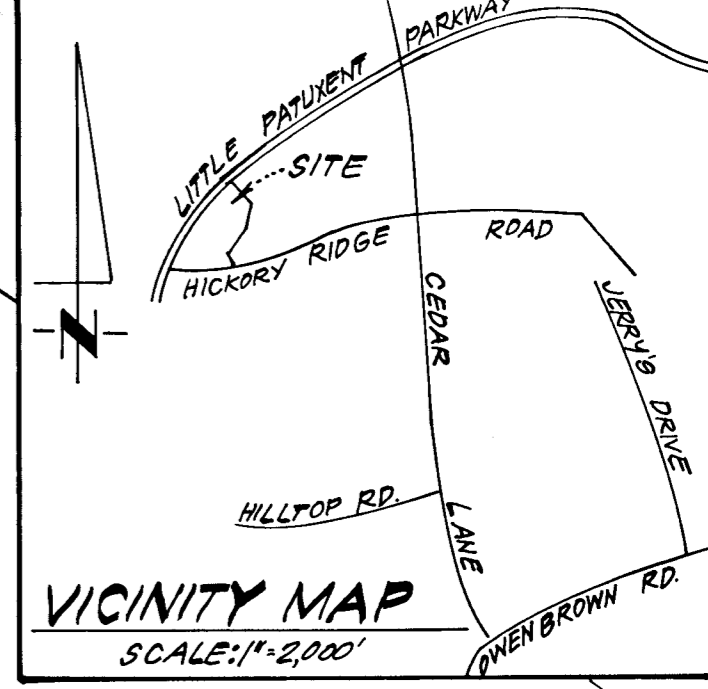 LITTLE PATUXENT PARKWAY
SITE
HICKORY RIDGE ROAD
CEDAR LANE
JERRY'S DRIVE
N
HILLTOP RD.
OWEN BROWN RD.
VICINITY MAP
SCALE: 1"=2,000'